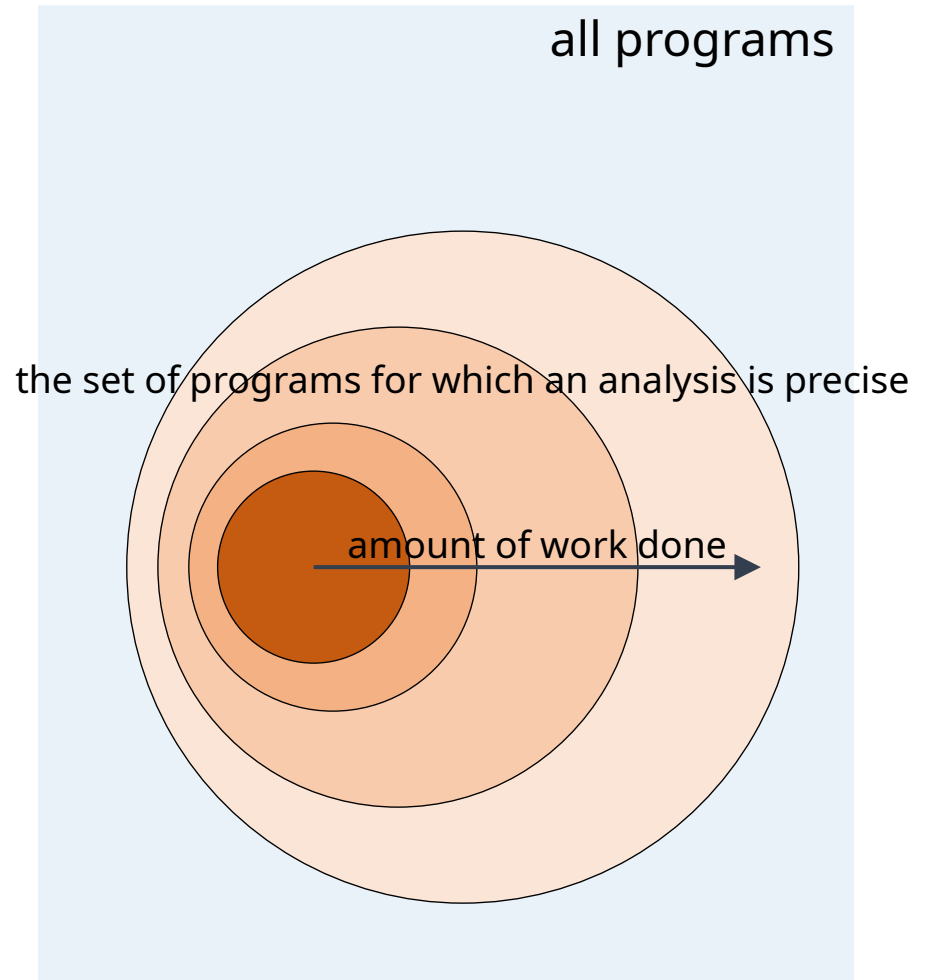 all programs
the set of programs for which an analysis is precise
amount of work done